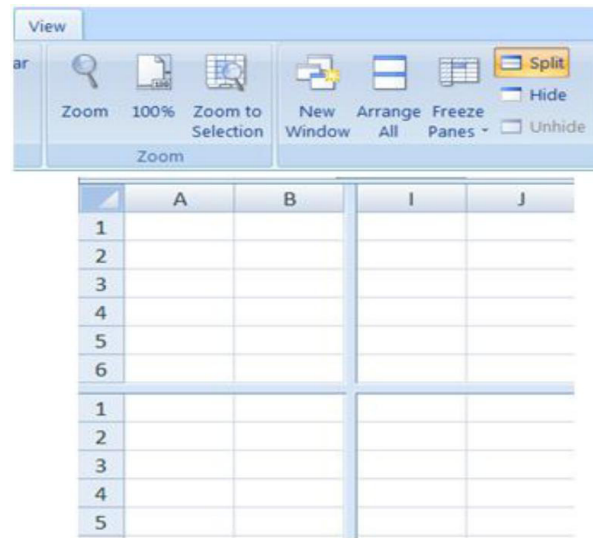 View
ar
Zoom
100%
Zoom to Selection
New Window
Arrange All
Freeze Panes
Split
Hide
Unhide
Zoom
A B I J
1
2
3
4
5
6
1
2
3
4
5